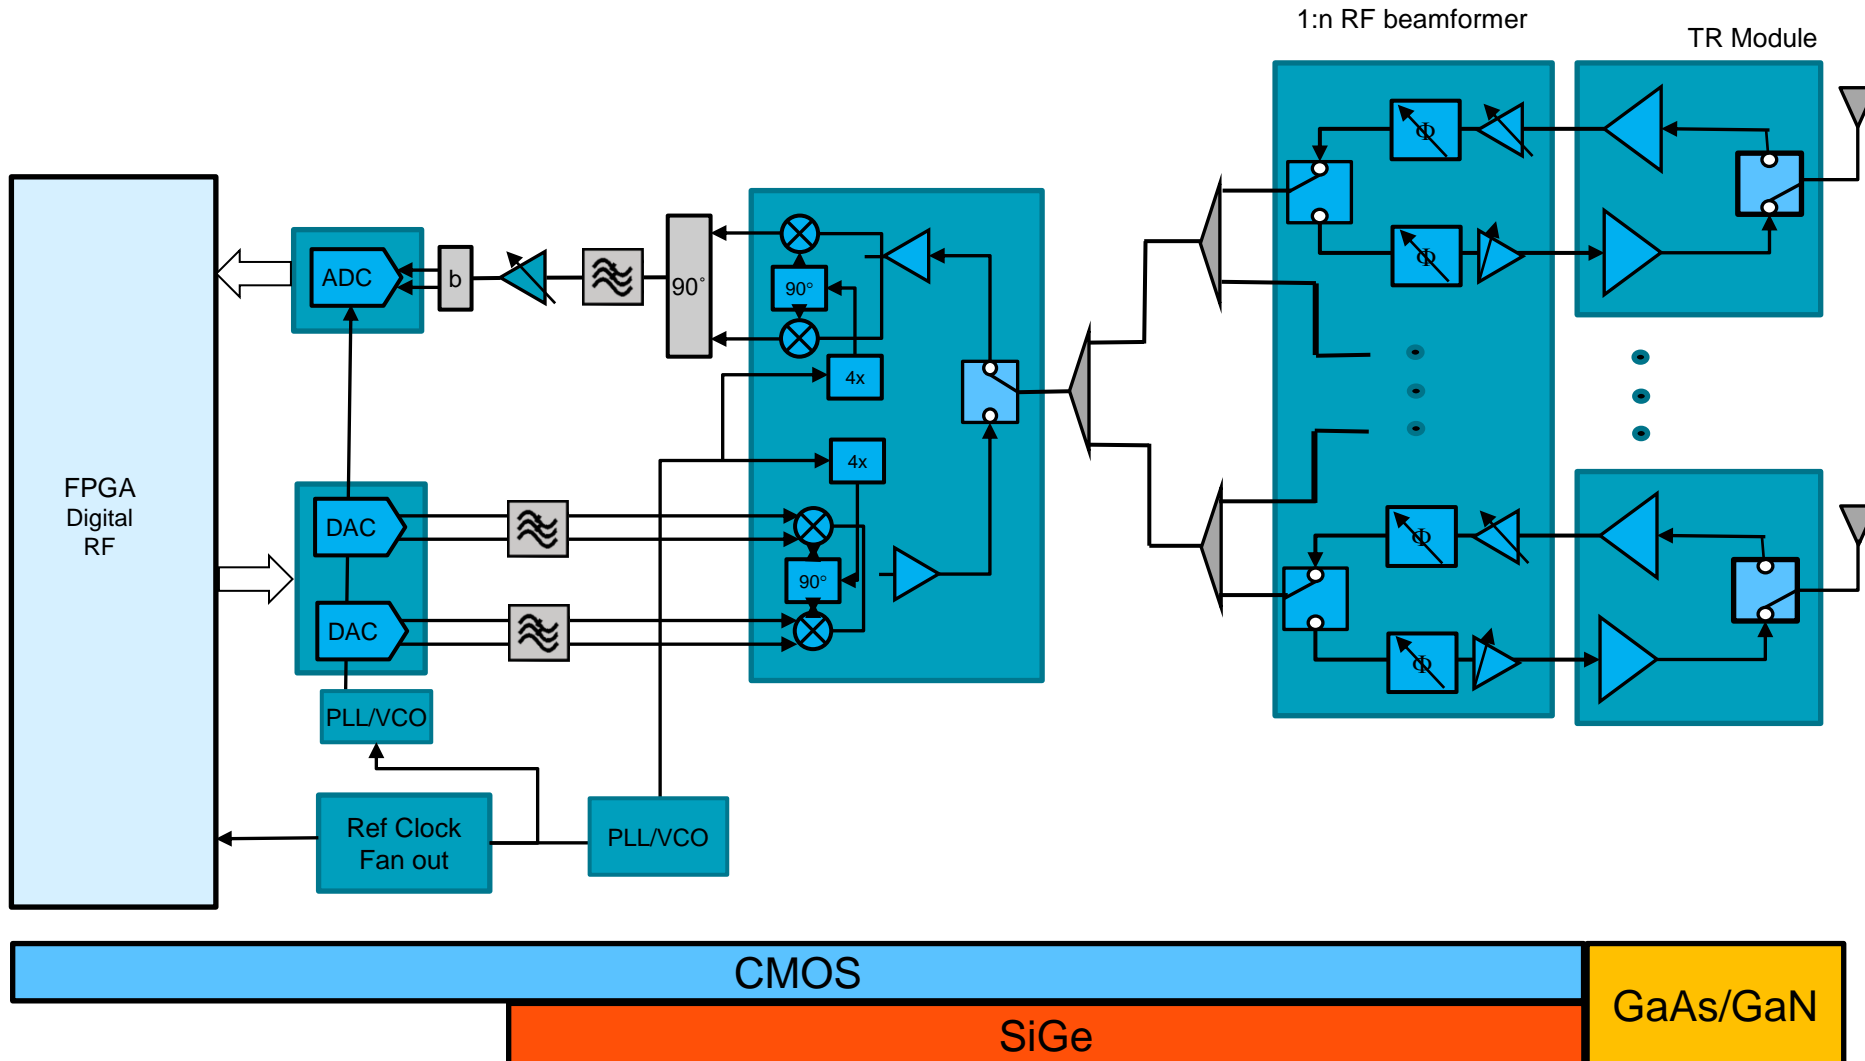 1:n RF beamformer
TR Module
Φ
Φ
ADC
b
90°
90°
4x
FPGA
Digital
RF
4x
DAC
90°
DAC
Φ
Φ
PLL/VCO
Ref Clock
Fan out
PLL/VCO
CMOS
SiGe
GaAs/GaN